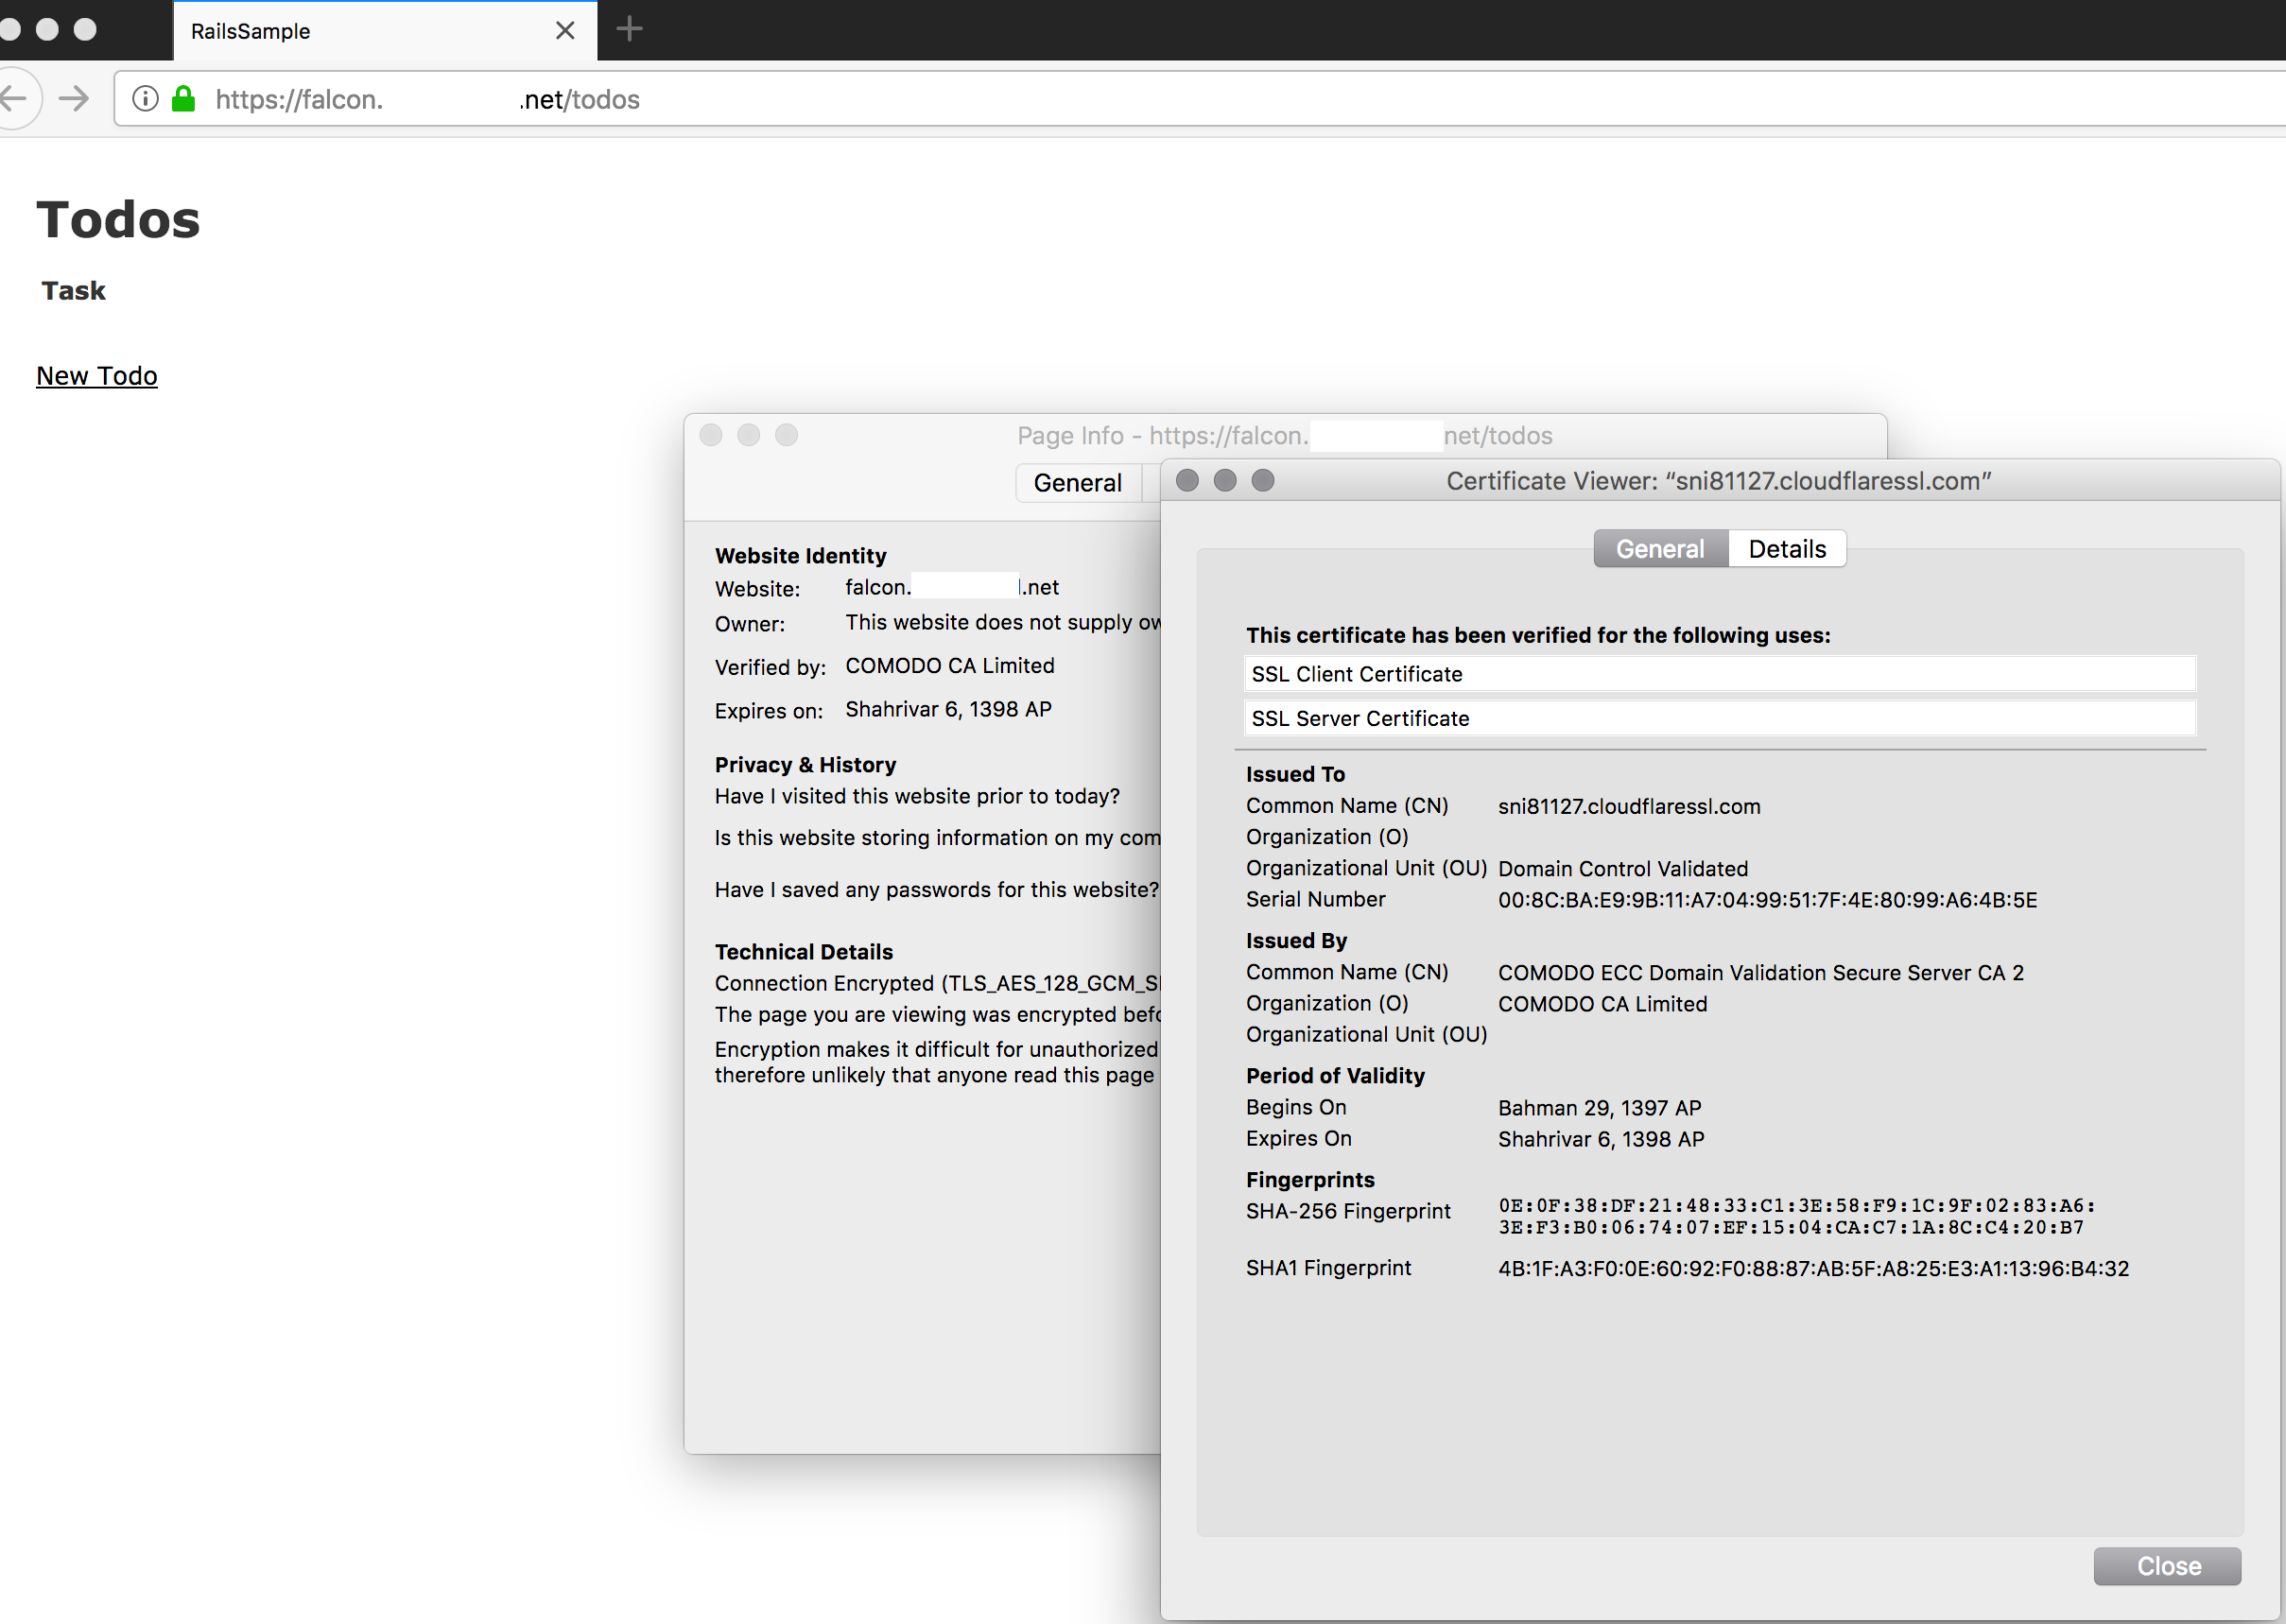 RailsSample
https://falcon. .net/todos
Todos
Task
New Todo
Page Info - https://falcon. net/todos
General
Website Identity
Website: falcon. .net
Owner: This website does not supply
Verified by: COMODO CA Limited
Expires on: Shahrivar 6, 1398 AP
Privacy & History
Have I visited this website prior to today?
Is this website storing information on my com
Have I saved any passwords for this website?
Technical Details
Connection Encrypted (TLS_AES_128_GCM_S
The page you are viewing was encrypted befo
Encryption makes it difficult for unauthorized
therefore unlikely that anyone read this page
Certificate Viewer: “sni81127.cloudflaressl.com”
General Details
This certificate has been verified for the following uses:
SSL Client Certificate
SSL Server Certificate
Issued To
Common Name (CN) sni81127.cloudflaressl.com
Organization (O)
Organizational Unit (OU) Domain Control Validated
Serial Number 00:8C:BA:E9:9B:11:A7:04:99:51:7F:4E:80:99:A6:4B:5E
Issued By
Common Name (CN) COMODO ECC Domain Validation Secure Server CA 2
Organization (O) COMODO CA Limited
Organizational Unit (OU)
Period of Validity
Begins On Bahman 29, 1397 AP
Expires On Shahrivar 6, 1398 AP
Fingerprints
SHA-256 Fingerprint 0E:0F:38:DF:21:48:33:C1:3E:58:F9:1C:9F:02:83:A6:
3E:F3:B0:06:74:07:EF:15:04:CA:C7:1A:8C:C4:20:B7
SHA1 Fingerprint 4B:1F:A3:F0:0E:60:92:F0:88:87:AB:5F:A8:25:E3:A1:13:96:B4:32
Close